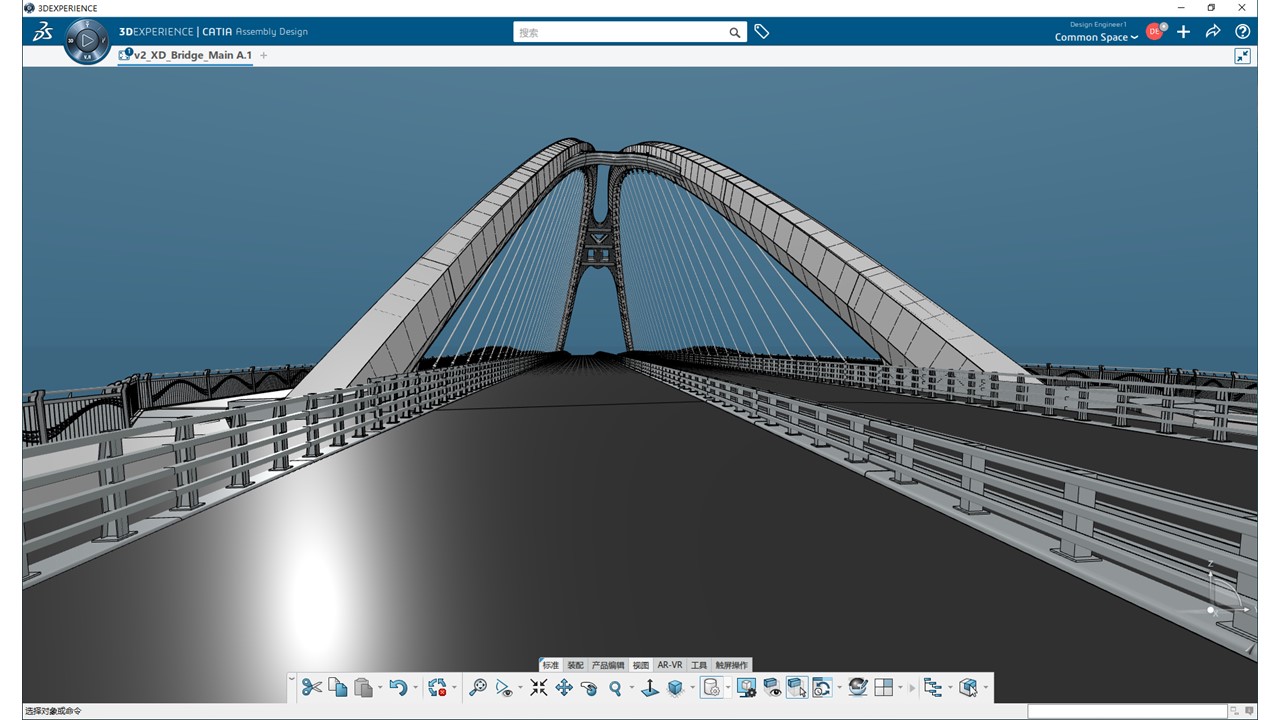 3DEXPERIENCE
3DEXPERIENCE | CATIA Assembly Design
搜索
Design Engineer1
Common Space
DE
3D
V.R
v2_XD_Bridge_Main A.1
Z
标准 装配 产品编辑 视图 AR-VR 工具 触屏操作
选择对象或命令